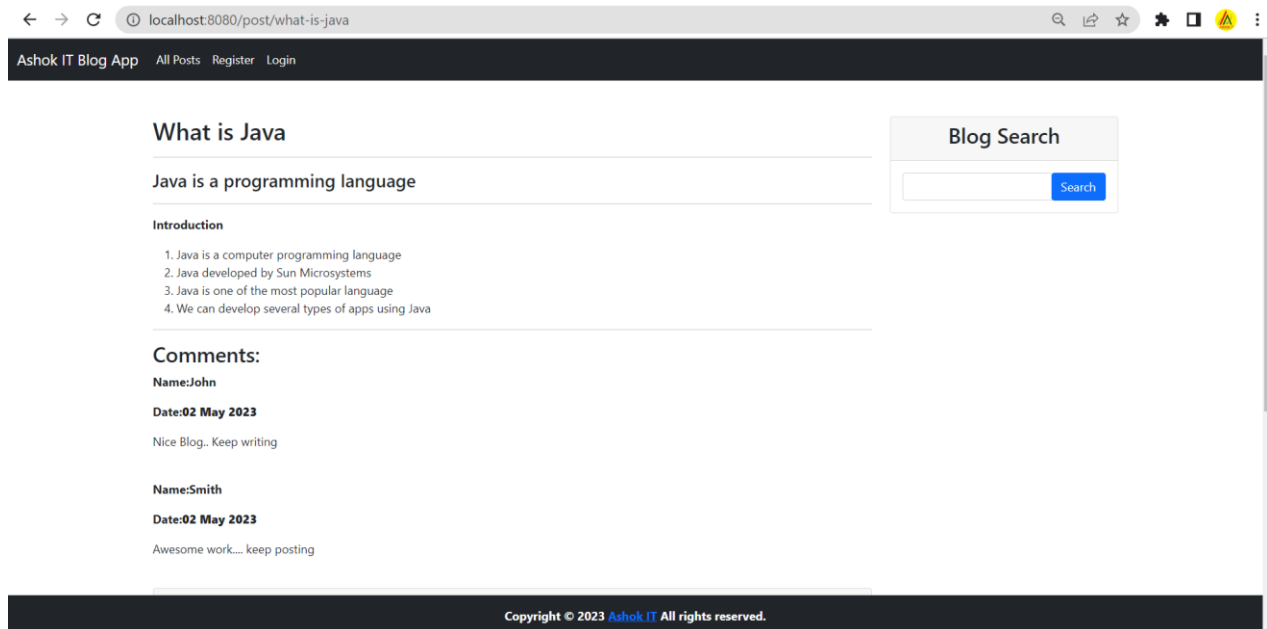 localhost:8080/post/what-is-java
Ashok IT Blog App All Posts Register Login
What is Java
Java is a programming language
Introduction
1. Java is a computer programming language
2. Java developed by Sun Microsystems
3. Java is one of the most popular language
4. We can develop several types of apps using Java
Comments:
Name:John
Date:02 May 2023
Nice Blog.. Keep writing
Name:Smith
Date:02 May 2023
Awesome work.... keep posting
Blog Search
Search
Copyright © 2023 Ashok IT All rights reserved.